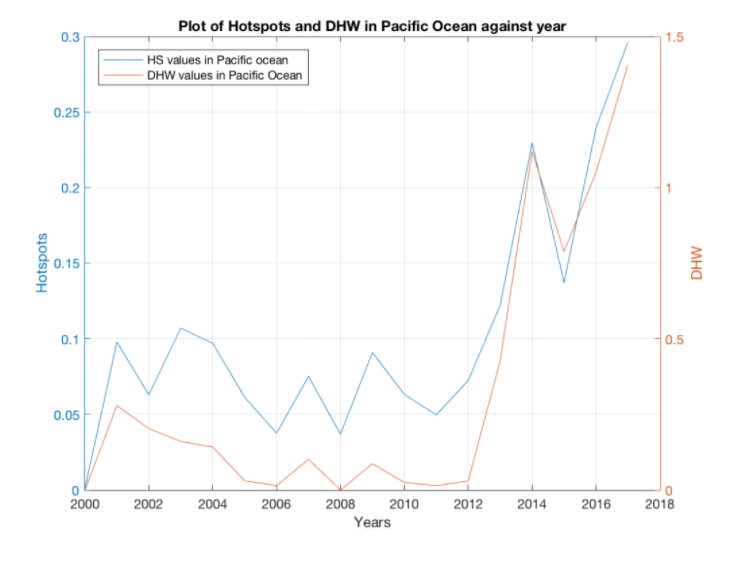 Plot of Hotspots and DHW in Pacific Ocean against year
HS values in Pacific ocean
DHW values in Pacific Ocean
Hotspots
0.3
0.25
0.2
0.15
0.1
0.05
0
DHW
1.5
1
0.5
0
2000 2002 2004 2006 2008 2010 2012 2014 2016 2018
Years